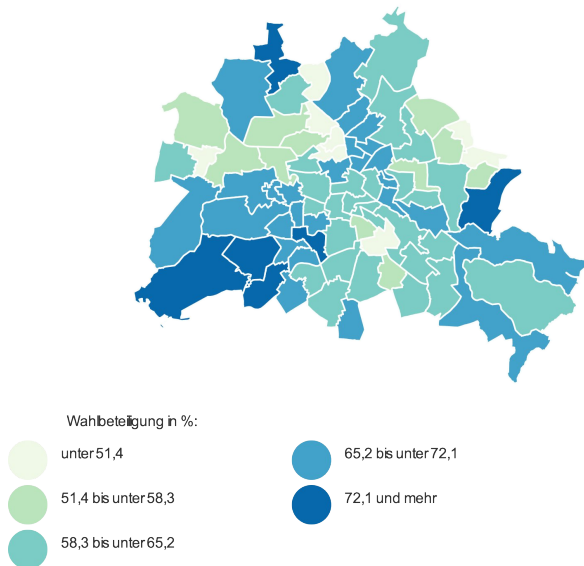 Wahlbeteiligung in %:
unter 51,4
51,4 bis unter 58,3
58,3 bis unter 65,2
65,2 bis unter 72,1
72,1 und mehr